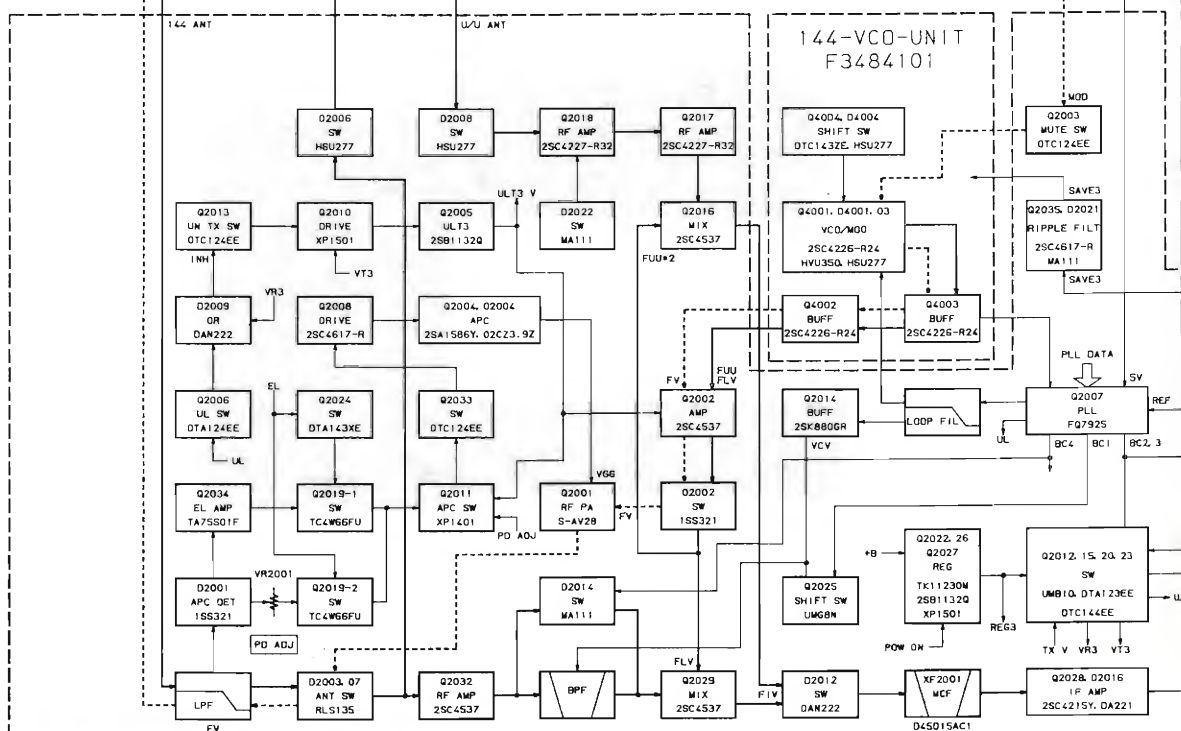 144 ANT
U/U ANT
144-VCO-UNIT
F3484101
MOD
D2006
SW
HSU277
D2008
SW
HSU277
Q2018
RF AMP
2SC4227-R32
Q2017
RF AMP
2SC4227-R32
Q4004. D4004
SHIFT SW
DTC143ZE. HSU277
Q2003
MUTE SW
DTC124EE
ULT3 V
SAVE3
Q2013
UN TX SW
DTC124EE
INH
Q2010
DRIVE
XP1501
VT3
Q2005
ULT3
2SB1132Q
D2022
SW
MA111
Q2016
MIX
2SC4537
FUU*2
Q4001. D4001. 03
VCO/MOD
2SC4226-R24
HVU350. HSU277
Q2035. D2021
RIPPLE FILT
2SC4617-R
MA111
SAVE3
VR3
D2009
OR
DAN222
Q2008
DRIVE
2SC4617-R
Q2004. D2004
APC
2SA1586Y. 02CZ3.9Z
Q4002
BUFF
2SC4226-R24
Q4003
BUFF
2SC4226-R24
PLL DATA
FUU
FLV
FV
5V
REF
EL
Q2006
UL SW
DTA124EE
UL
Q2024
SW
DTA143XE
Q2033
SW
DTC124EE
Q2002
AMP
2SC4537
Q2014
BUFF
2SK880GR
VCV
LOOP FIL
Q2007
PLL
FQ7925
UL
BC4
BC1
BC2. 3
VGG
Q2034
EL AMP
TA75S01F
Q2019-1
SW
TC4W66FU
Q2011
APC SW
XP1401
PO ADJ
Q2001
RF PA
S-AV28
FV
D2002
SW
1SS321
+B
Q2022. 26
Q2027
REG
TK11230M
2SB1132Q
XP1501
POW ON
REG3
Q2012. 15. 20. 23
SW
UMB10. DTA123EE
DTC144EE
TX V
VR3
VT3
D2001
APC DET
1SS321
VR2001
PO ADJ
Q2019-2
SW
TC4W66FU
D2014
SW
MA111
Q2025
SHIFT SW
UMG8N
FLV
LPF
FV
D2003. 07
ANT SW
RLS135
Q2032
RF AMP
2SC4537
BPF
Q2029
MIX
2SC4537
FIV
D2012
SW
DAN222
XF2001
MCF
D45015AC1
Q2028. D2016
IF AMP
2SC4215Y. DA221